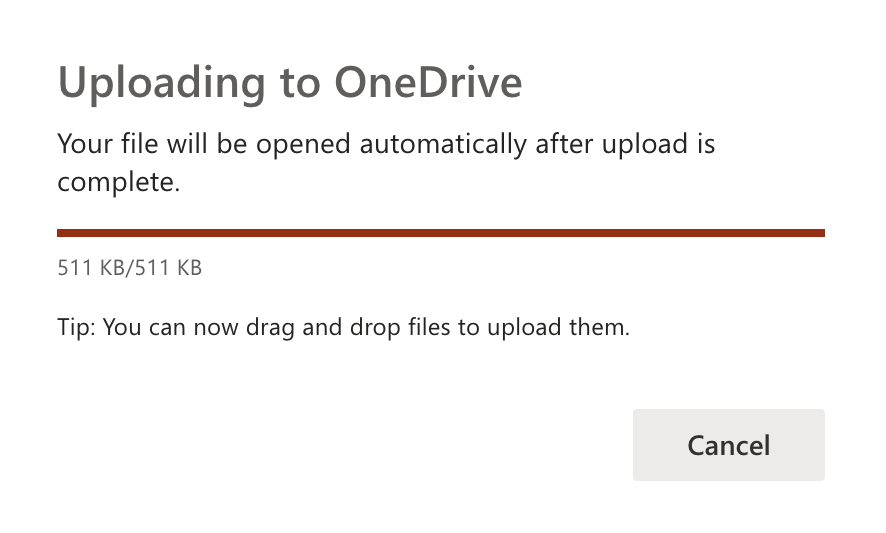 Uploading to OneDrive
Your file will be opened automatically after upload is
complete.
511 KB/511 KB
Tip: You can now drag and drop files to upload them.
Cancel